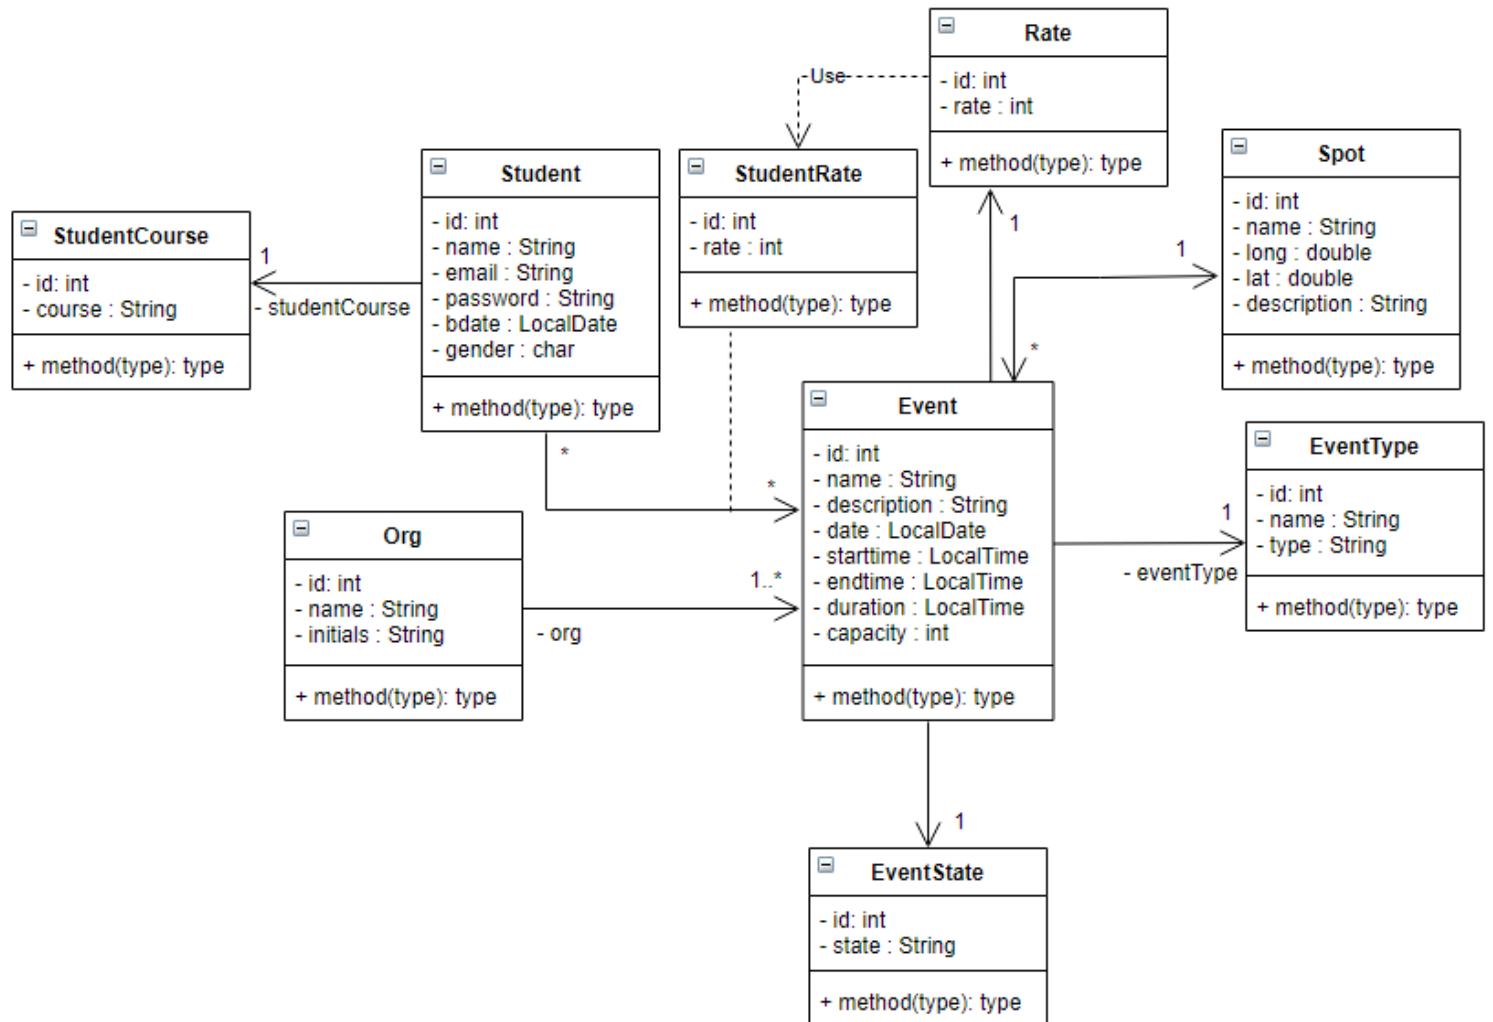 Rate
- id: int
- rate : int
+ method(type): type
Use
1
StudentCourse
- id: int
- course : String
+ method(type): type
1
- studentCourse
Student
- id: int
- name : String
- email : String
- password : String
- bdate : LocalDate
- gender : char
+ method(type): type
*
*
StudentRate
- id: int
- rate : int
+ method(type): type
Spot
- id: int
- name : String
- long : double
- lat : double
- description : String
+ method(type): type
1
*
Event
- id: int
- name : String
- description : String
- date : LocalDate
- starttime : LocalTime
- endtime : LocalTime
- duration : LocalTime
- capacity : int
+ method(type): type
EventType
- id: int
- name : String
- type : String
+ method(type): type
1
- eventType
Org
- id: int
- name : String
- initials : String
+ method(type): type
1..*
- org
1
EventState
- id: int
- state : String
+ method(type): type